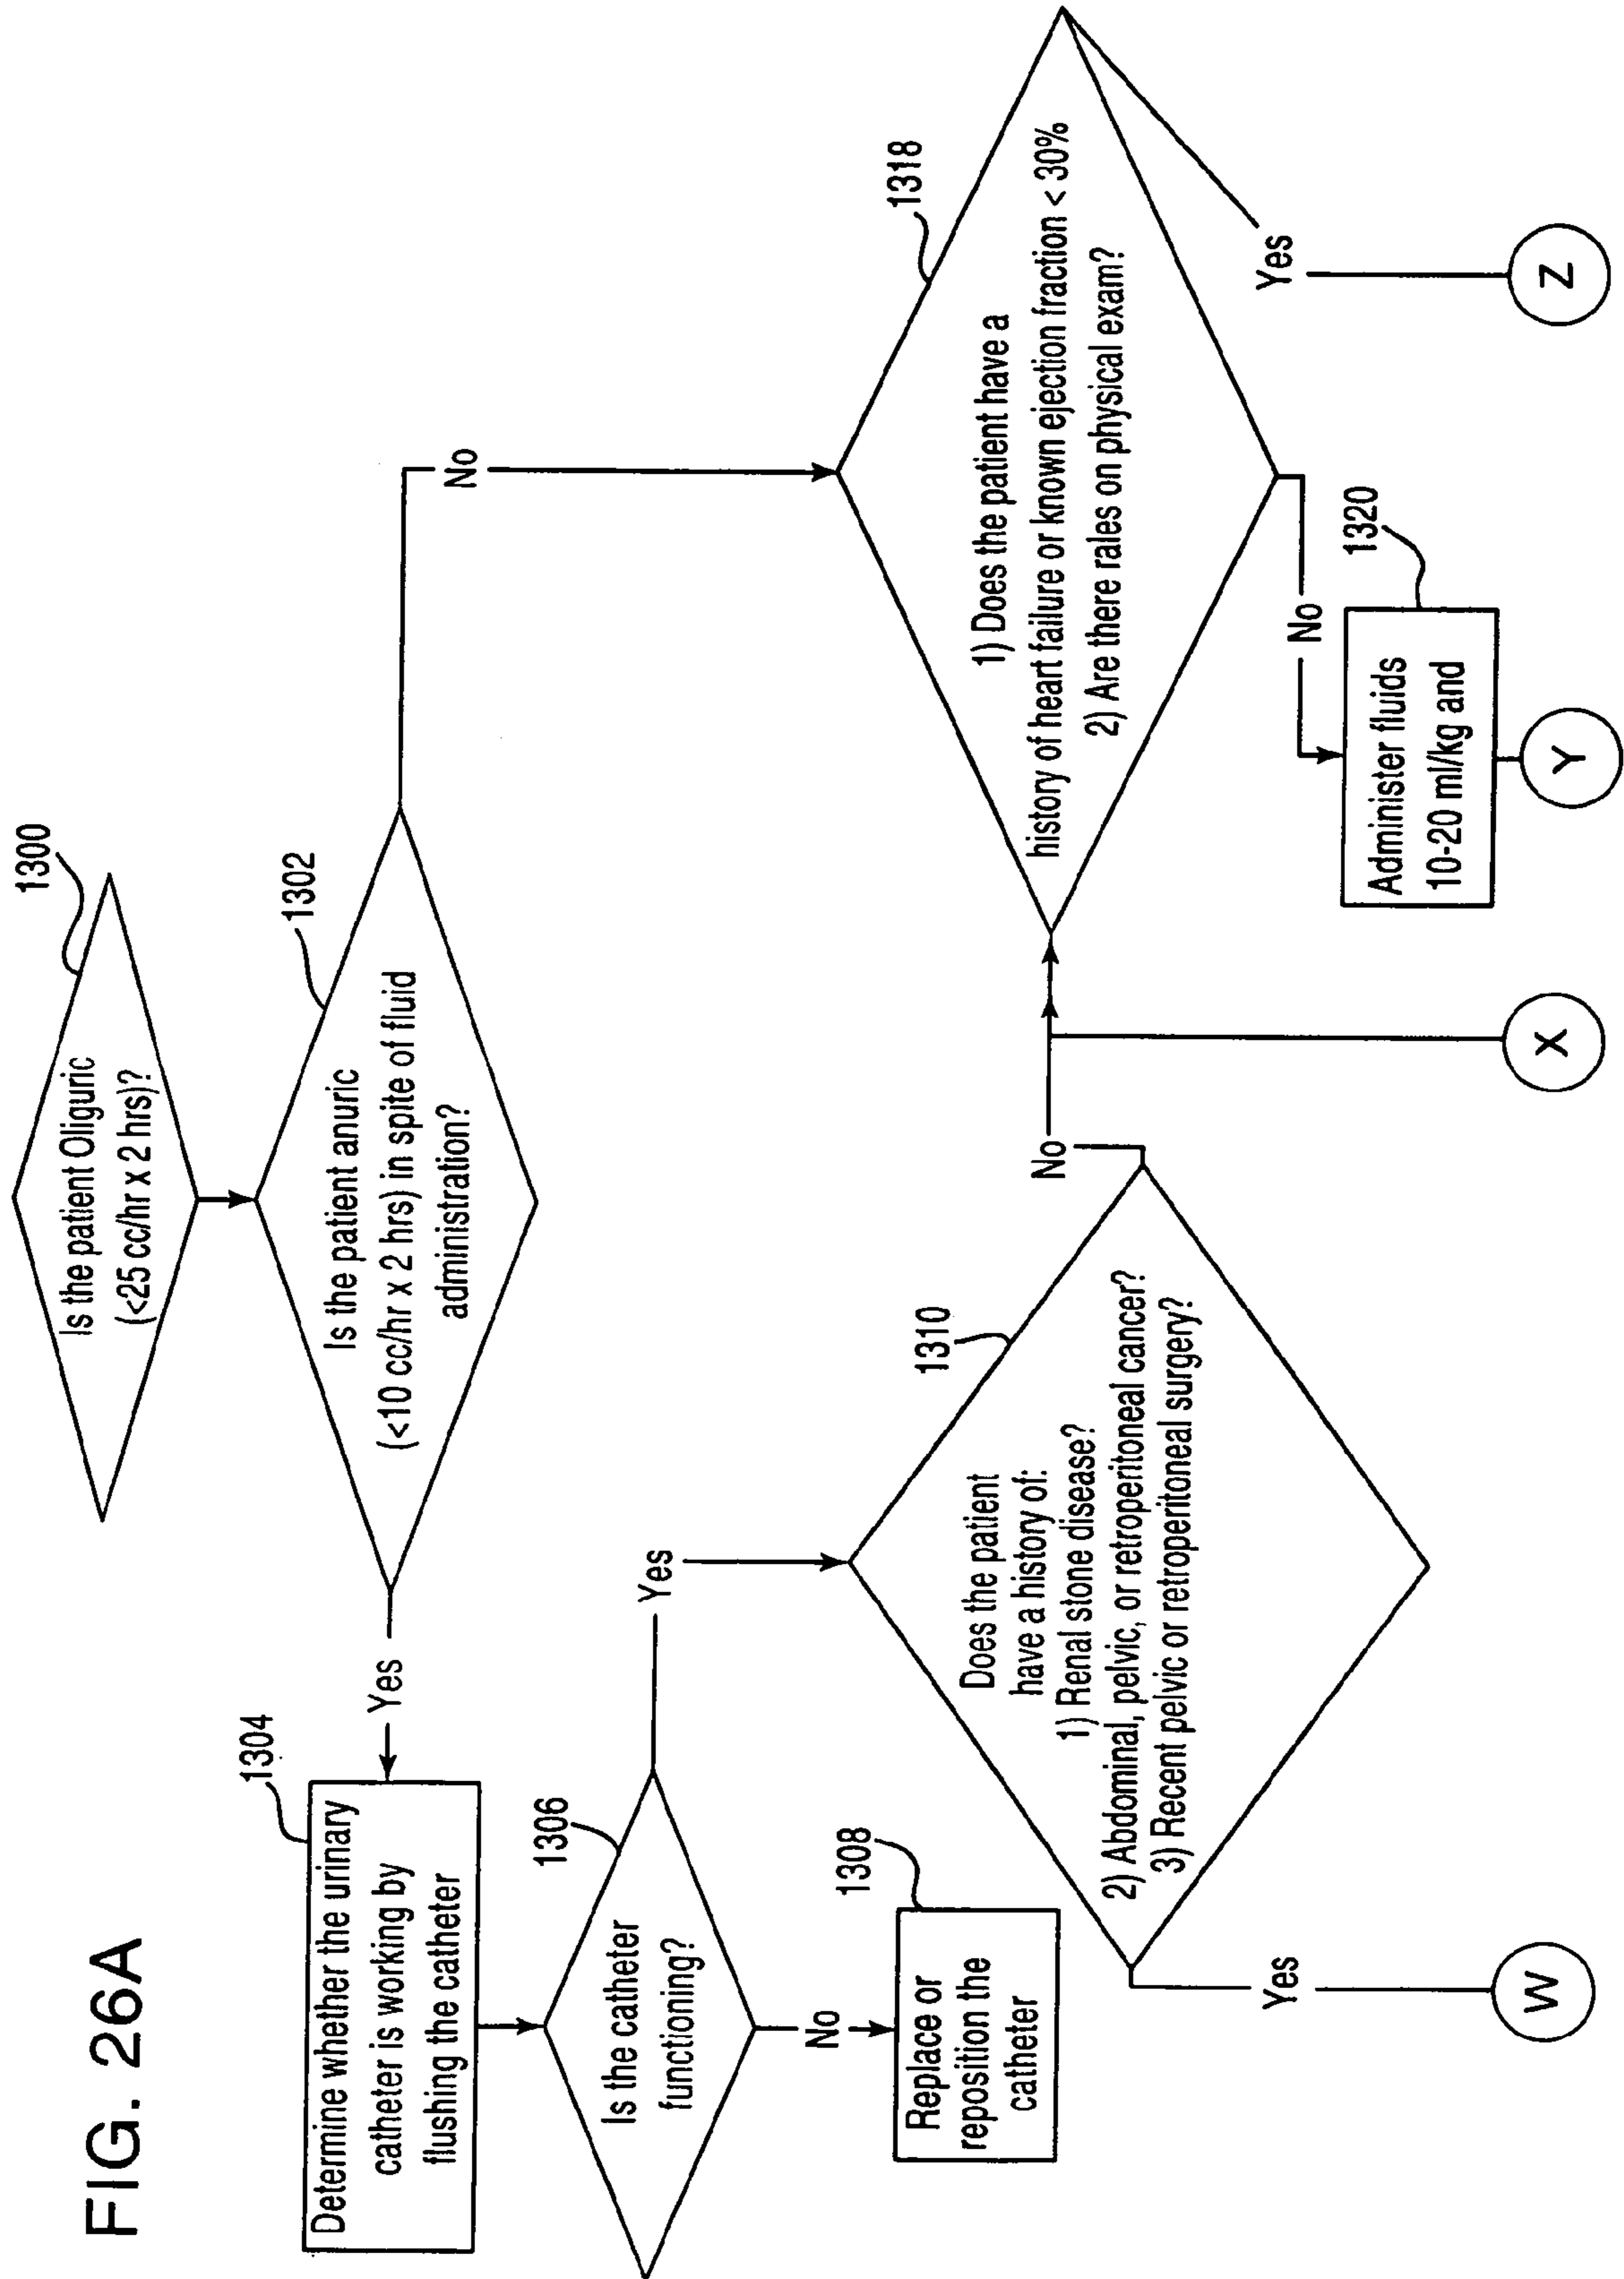 FIG. 26A
1300
Is the patient Oliguric
(<25 cc/hr x 2 hrs)?
1302
Is the patient anuric
(<10 cc/hr x 2 hrs) in spite of fluid
administration?
Yes
No
1304
Determine whether the urinary
catheter is working by
flushing the catheter
1306
Is the catheter
functioning?
Yes
No
1308
Replace or
reposition the
catheter
1310
Does the patient
have a history of:
1) Renal stone disease?
2) Abdominal, pelvic, or retroperitoneal cancer?
3) Recent pelvic or retroperitoneal surgery?
Yes
No
W
X
1318
1) Does the patient have a
history of heart failure or known ejection fraction < 30%
2) Are there rales on physical exam?
No
Yes
1320
Administer fluids
10-20 ml/kg and
Y
Z